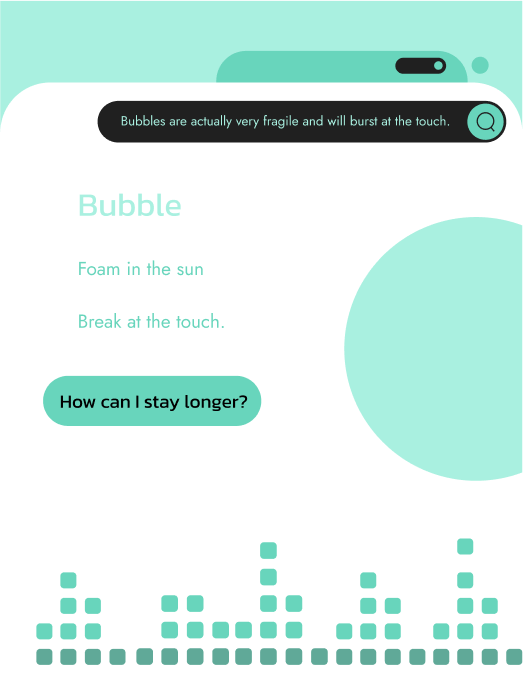 Bubbles are actually very fragile and will burst at the touch.
Bubble
Foam in the sun
Break at the touch.
How can I stay longer?